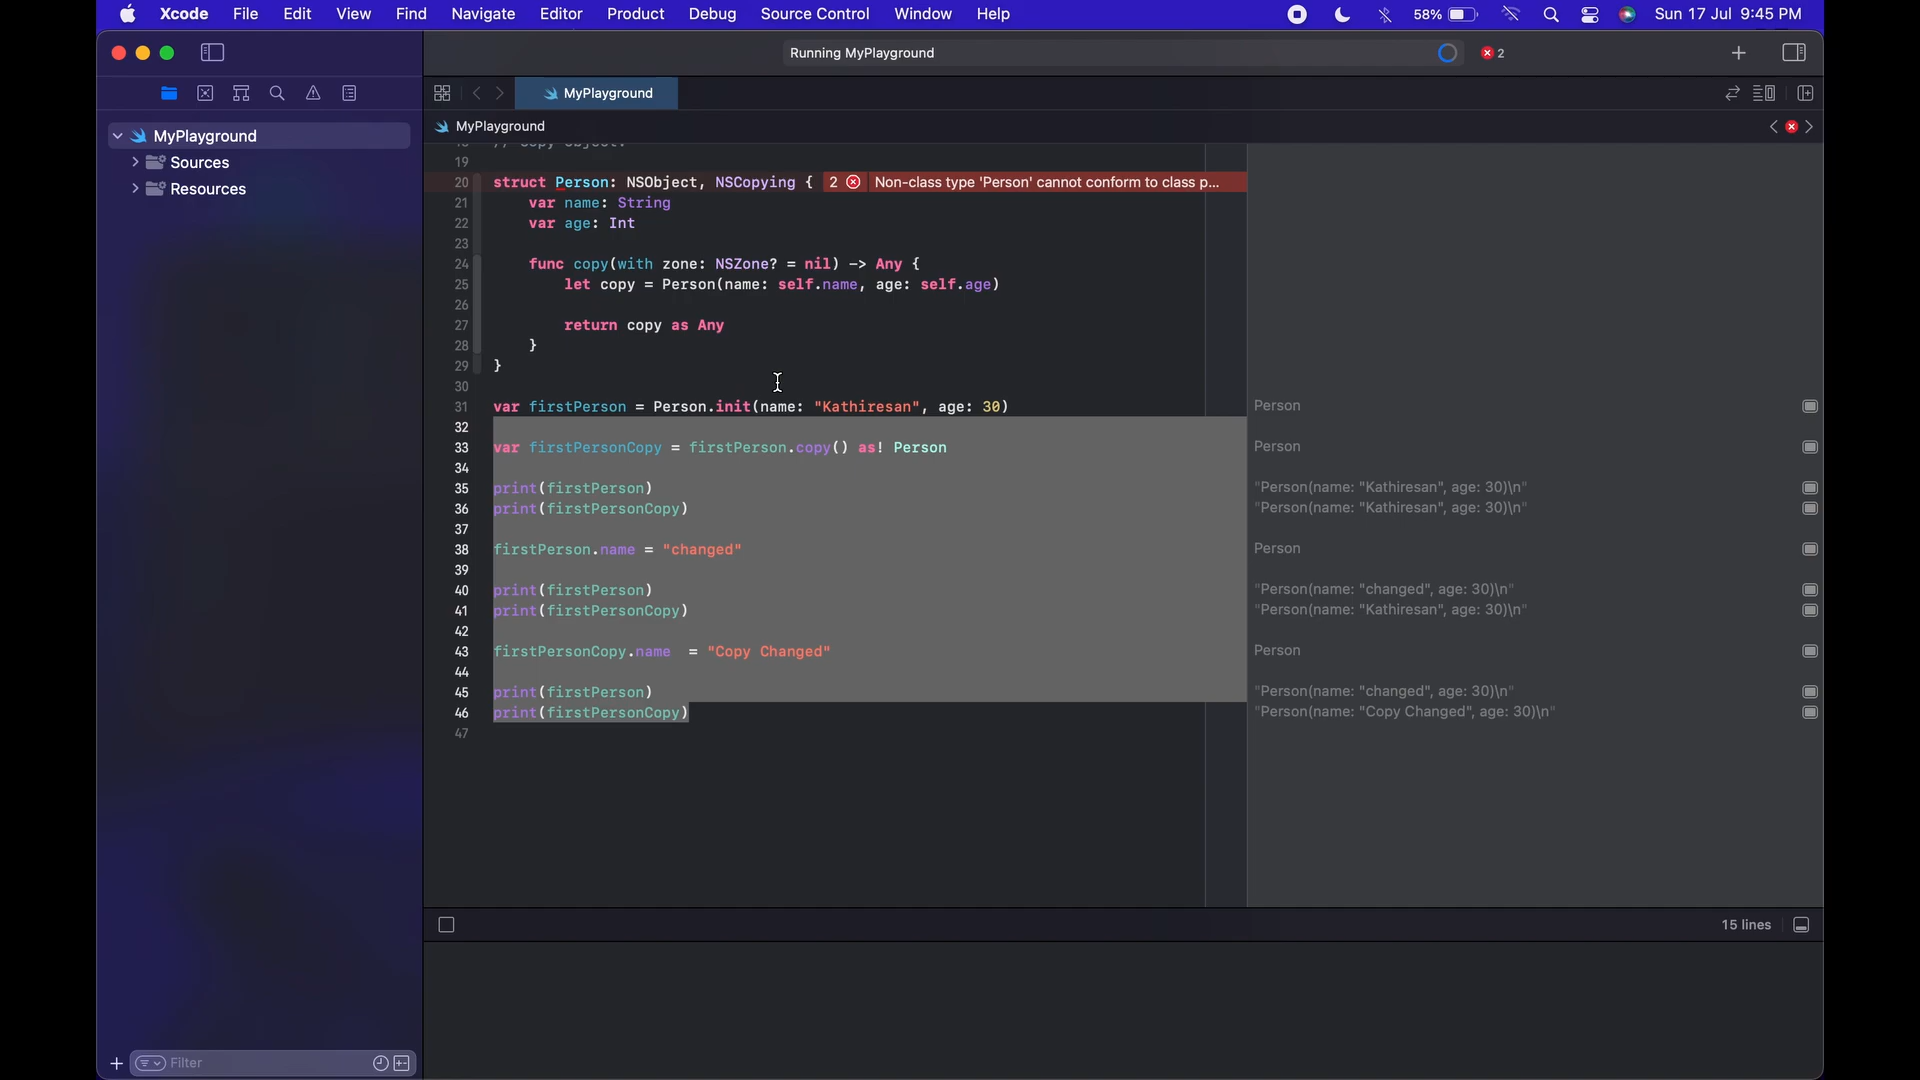 Xcode File Edit View Find Navigate Editor Product Debug Source Control Window Help 58% Sun 17 Jul 9:45 PM
Running MyPlayground 2
MyPlayground
MyPlayground
MyPlayground
Sources
Resources
19
20 struct Person: NSObject, NSCopying { 2 Non-class type 'Person' cannot conform to class p...
21 var name: String
22 var age: Int
23
24 func copy(with zone: NSZone? = nil) -> Any {
25 let copy = Person(name: self.name, age: self.age)
26
27 return copy as Any
28 }
29 }
30
31 var firstPerson = Person.init(name: "Kathiresan", age: 30) Person
32
33 var firstPersonCopy = firstPerson.copy() as! Person Person
34
35 print(firstPerson) "Person(name: "Kathiresan", age: 30)\n"
36 print(firstPersonCopy) "Person(name: "Kathiresan", age: 30)\n"
37
38 firstPerson.name = "changed" Person
39
40 print(firstPerson) "Person(name: "changed", age: 30)\n"
41 print(firstPersonCopy) "Person(name: "Kathiresan", age: 30)\n"
42
43 firstPersonCopy.name  = "Copy Changed" Person
44
45 print(firstPerson) "Person(name: "changed", age: 30)\n"
46 print(firstPersonCopy) "Person(name: "Copy Changed", age: 30)\n"
47
15 lines
Filter